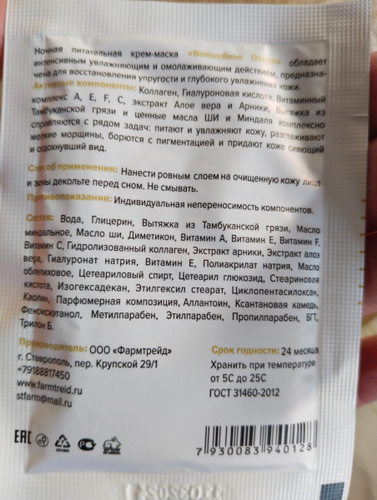 Ночная питательная крем-маска «Волшебное Озеро» обладает
интенсивным увлажняющим и омолаживающим действием, предназна-
чена для восстановления упругости и глубокого увлажнения кожи.
Активные компоненты: Коллаген, Гиалуроновая кислота, Витаминный
комплекс А, Е, F, С, экстракт Алое вера и Арники, Вытяжка из
Тамбуканской грязи и ценные масла ШИ и Миндаля комплексно
справляются с рядом задач: питают и увлажняют кожу, разглаживают
мелкие морщины, борются с пигментацией и придают коже сияющий
и отдохнувший вид.
Способ применения: Нанести ровным слоем на очищенную кожу лица
и зоны декольте перед сном. Не смывать.
Противопоказания: Индивидуальная непереносимость компонентов.
Состав: Вода, Глицерин, Вытяжка из Тамбуканской грязи, Масло
миндальное, Масло ши, Диметикон, Витамин А, Витамин Е, Витамин F,
Витамин С, Гидролизованный коллаген, Экстракт арники, Экстракт алоэ
вера, Гиалуронат натрия, Витамин Е, Полиакрилат натрия, Масло
облепиховое, Цетеариловый спирт, Цетеарил глюкозид, Стеариновая
кислота, Изогексадекан, Этилгексил стеарат, Циклопентасилоксан,
Каолин, Парфюмерная композиция, Аллантоин, Ксантановая камедь,
Феноксиэтанол, Метилпарабен, Этилпарабен, Пропилпарабен, БГТ,
Трилон Б.
Производитель: ООО «Фармтрейд»
г. Ставрополь, пер. Крупской 29/1
+79188817450
www.farmtreid.ru
stfarm@mail.ru
Срок годности: 24 месяца
Хранить при температуре
от 5С до 25С
ГОСТ 31460-2012
EAC
7 930083 940128